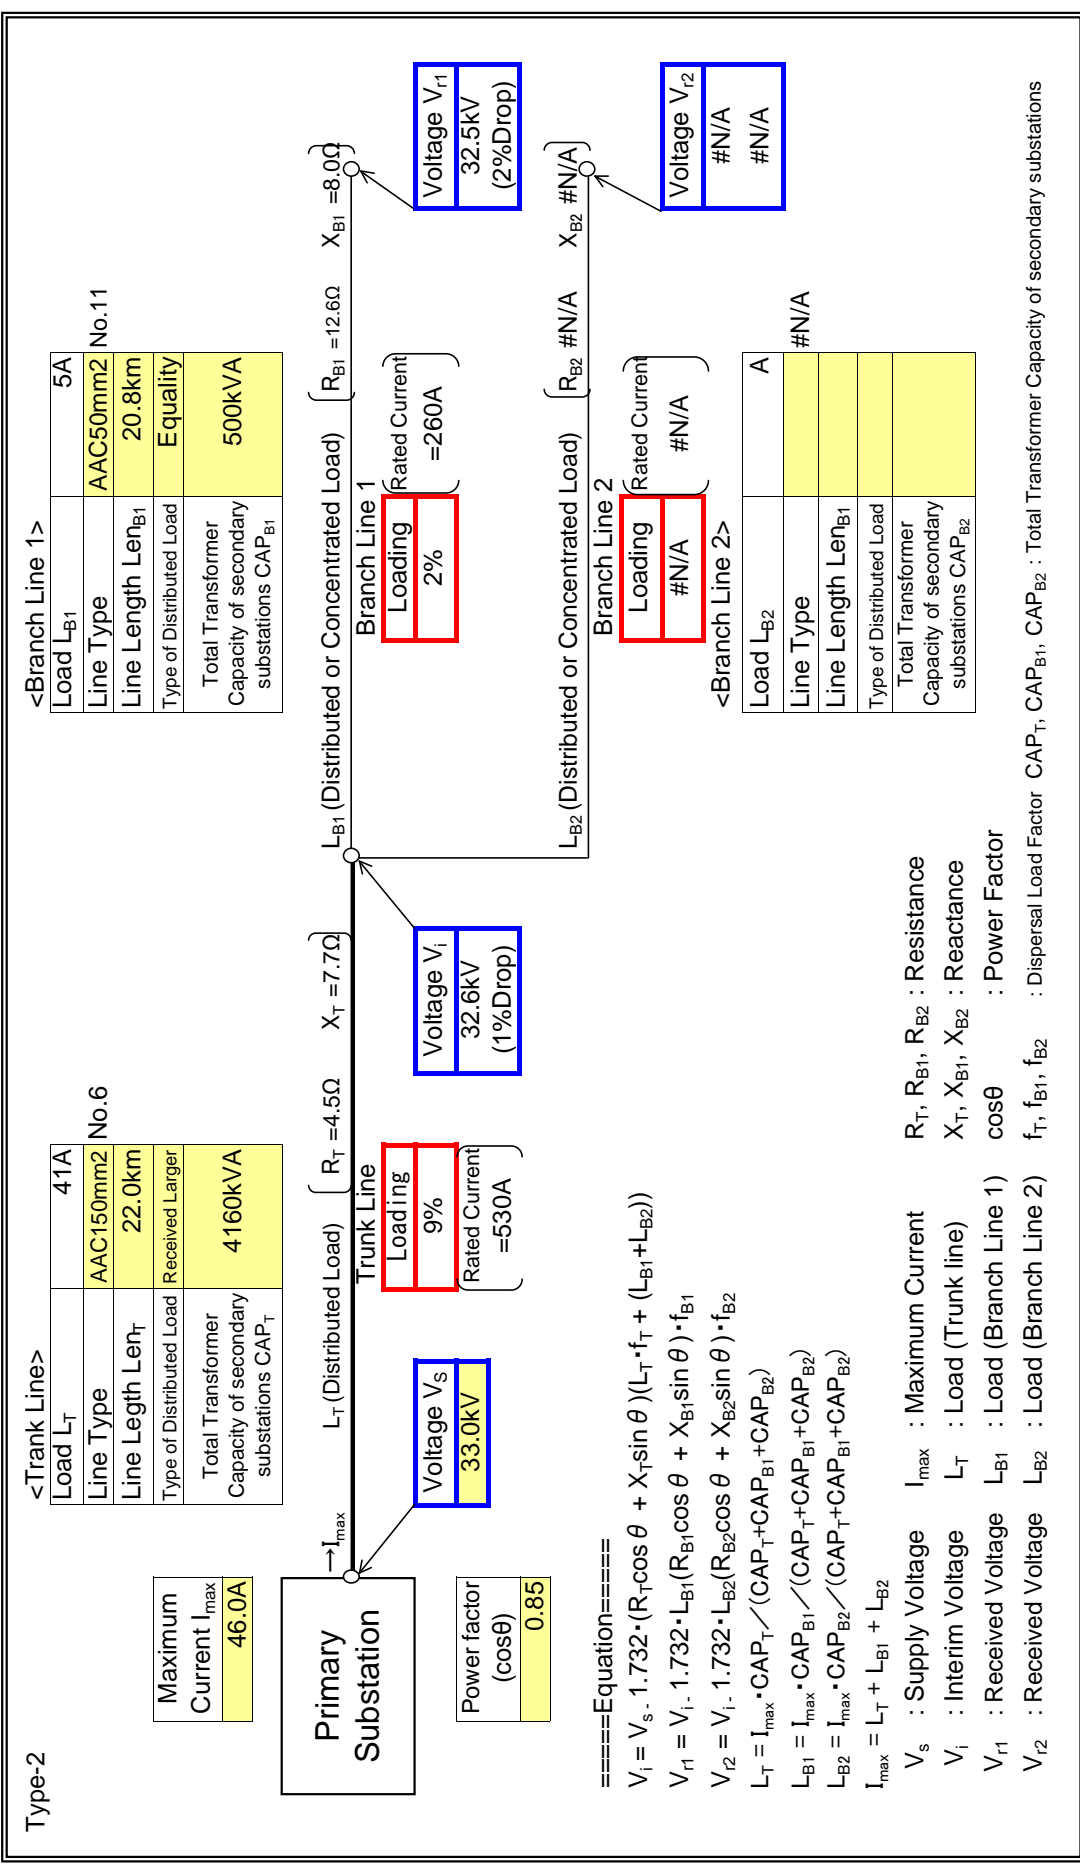 Type-2
Maximum
Current Imax
46.0A
<Trank Line>
Load LT 41A
Line Type AAC150mm2 No.6
Line Legth LenT 22.0km
Type of Distributed Load Received Larger
Total Transformer
Capacity of secondary
substations CAPT
4160kVA
<Branch Line 1>
Load LB1 5A
Line Type AAC50mm2 No.11
Line Length LenB1 20.8km
Type of Distributed Load Equality
Total Transformer
Capacity of secondary
substations CAPB1
500kVA
Primary
Substation
→Imax
LT (Distributed Load)
RT =4.5Ω XT =7.7Ω
LB1 (Distributed or Concentrated Load)
RB1 =12.6Ω XB1 =8.0Ω
Trunk Line
Loading
9%
Rated Current
=530A
Branch Line 1
Loading
2%
Rated Current
=260A
Voltage VS
33.0kV
Voltage Vi
32.6kV
(1%Drop)
Voltage Vr1
32.5kV
(2%Drop)
Power factor
(cosθ)
0.85
LB2 (Distributed or Concentrated Load)
RB2 #N/A XB2 #N/A
Branch Line 2
Loading
#N/A
Rated Current
#N/A
Voltage Vr2
#N/A
#N/A
<Branch Line 2>
Load LB2 A
Line Type #N/A
Line Length LenB1
Type of Distributed Load
Total Transformer
Capacity of secondary
substations CAPB2
=====Equation=====
Vi = Vs - 1.732･(RTcosθ + XTsinθ)(LT･fT + (LB1+LB2))
Vr1 = Vi - 1.732･LB1(RB1cosθ + XB1sinθ)･fB1
Vr2 = Vi - 1.732･LB2(RB2cosθ + XB2sinθ)･fB2
LT = Imax･CAPT／(CAPT+CAPB1+CAPB2)
LB1 = Imax･CAPB1／(CAPT+CAPB1+CAPB2)
LB2 = Imax･CAPB2／(CAPT+CAPB1+CAPB2)
Imax = LT + LB1 + LB2
Vs : Supply Voltage Imax : Maximum Current RT, RB1, RB2 : Resistance
Vi : Interim Voltage LT : Load (Trunk line) XT, XB1, XB2 : Reactance
Vr1 : Received Voltage LB1 : Load (Branch Line 1) cosθ : Power Factor
Vr2 : Received Voltage LB2 : Load (Branch Line 2) fT, fB1, fB2 : Dispersal Load Factor CAPT, CAPB1, CAPB2 : Total Transformer Capacity of secondary substations